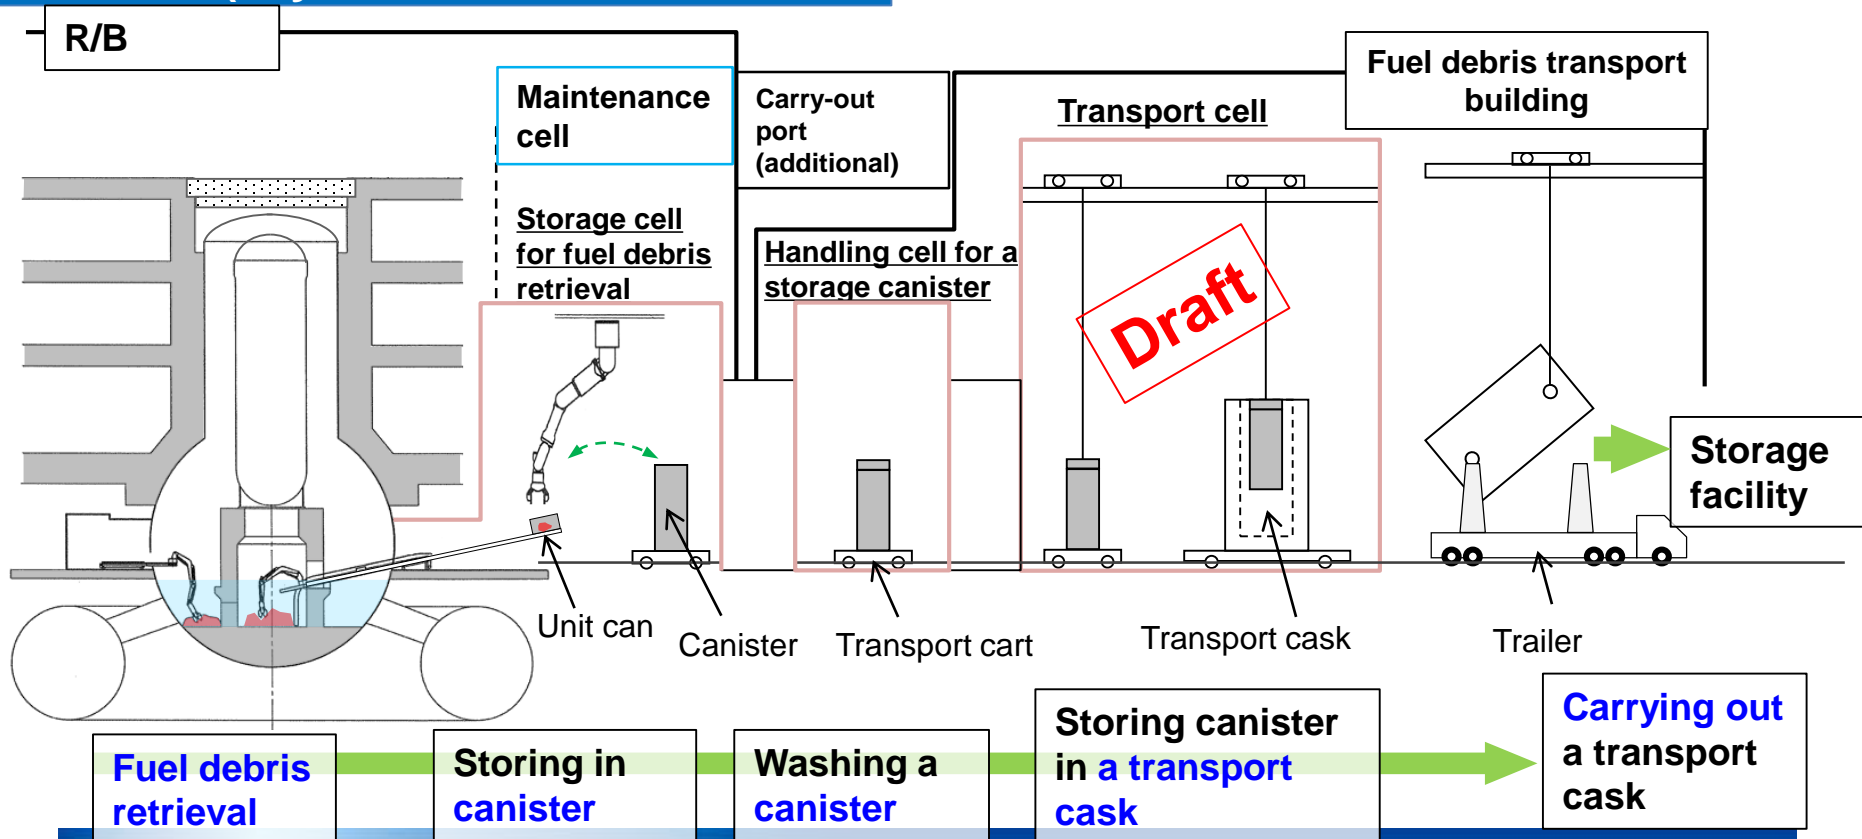 R/B
Fuel debris transport
building
Maintenance
cell
Carry-out
port
(additional)
Transport cell
Storage cell
for fuel debris
retrieval
Handling cell for a
storage canister
Draft
Storage
facility
Unit can
Canister
Transport cart
Transport cask
Trailer
Fuel debris
retrieval
Storing in
canister
Washing a
canister
Storing canister
in a transport
cask
Carrying out
a transport
cask